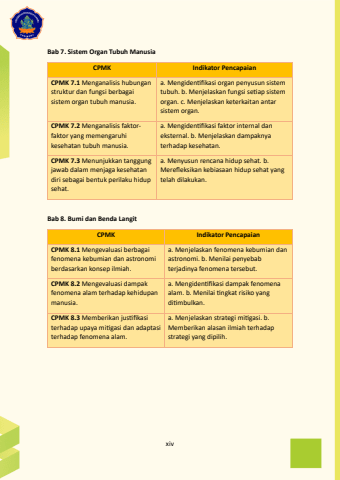 Bab 7. Sistem Organ Tubuh Manusia
CPMK
Indikator Pencapaian
CPMK 7.1 Menganalisis hubungan
struktur dan fungsi berbagai
sistem organ tubuh manusia.
a. Mengidentifikasi organ penyusun sistem
tubuh. b. Menjelaskan fungsi setiap sistem
organ. c. Menjelaskan keterkaitan antar
sistem organ.
CPMK 7.2 Menganalisis faktor-
faktor yang memengaruhi
kesehatan tubuh manusia.
a. Mengidentifikasi faktor internal dan
eksternal. b. Menjelaskan dampaknya
terhadap kesehatan.
CPMK 7.3 Menunjukkan tanggung
jawab dalam menjaga kesehatan
diri sebagai bentuk perilaku hidup
sehat.
a. Menyusun rencana hidup sehat. b.
Merefleksikan kebiasaan hidup sehat yang
telah dilakukan.
Bab 8. Bumi dan Benda Langit
CPMK
Indikator Pencapaian
CPMK 8.1 Mengevaluasi berbagai
fenomena kebumian dan astronomi
berdasarkan konsep ilmiah.
a. Menjelaskan fenomena kebumian dan
astronomi. b. Menilai penyebab
terjadinya fenomena tersebut.
CPMK 8.2 Mengevaluasi dampak
fenomena alam terhadap kehidupan
manusia.
a. Mengidentifikasi dampak fenomena
alam. b. Menilai tingkat risiko yang
ditimbulkan.
CPMK 8.3 Memberikan justifikasi
terhadap upaya mitigasi dan adaptasi
terhadap fenomena alam.
a. Menjelaskan strategi mitigasi. b.
Memberikan alasan ilmiah terhadap
strategi yang dipilih.
xiv